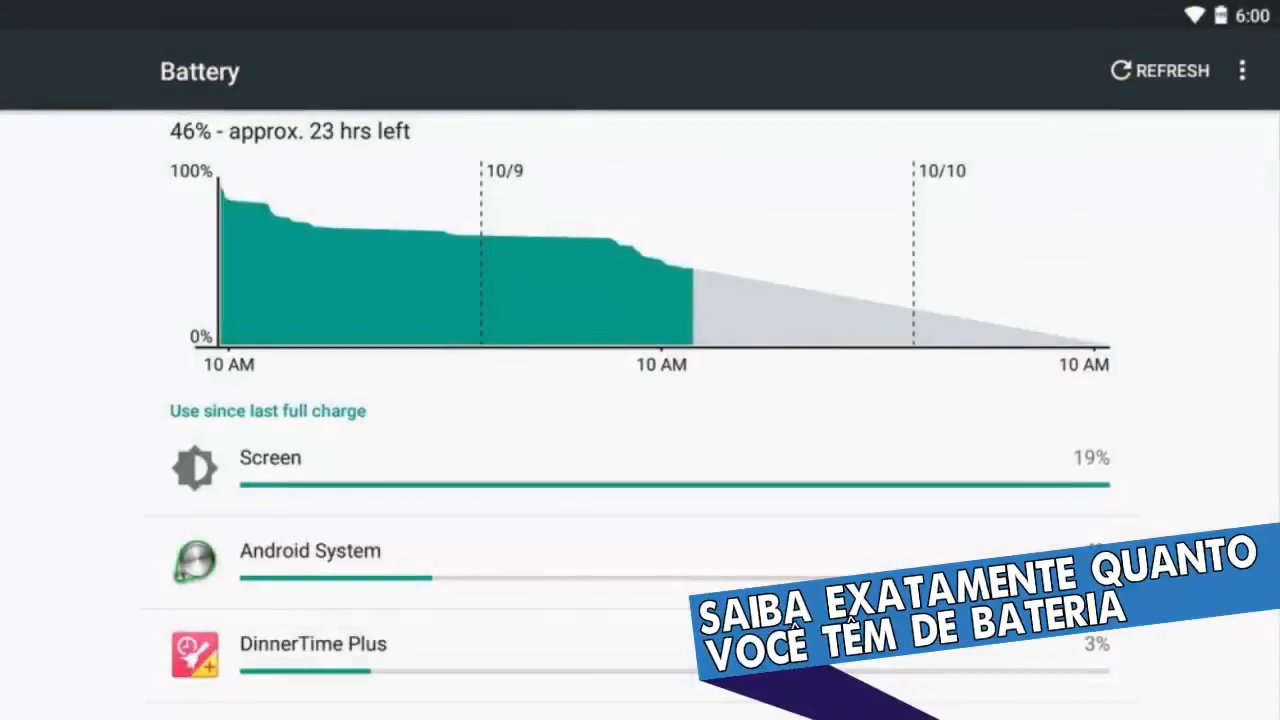 6:00
Battery
REFRESH
46% - approx. 23 hrs left
100%
10/9
10/10
0%
10 AM
10 AM
10 AM
Use since last full charge
Screen
19%
Android System
DinnerTime Plus
3%
SAIBA EXATAMENTE QUANTO
VOCÊ TÊM DE BATERIA